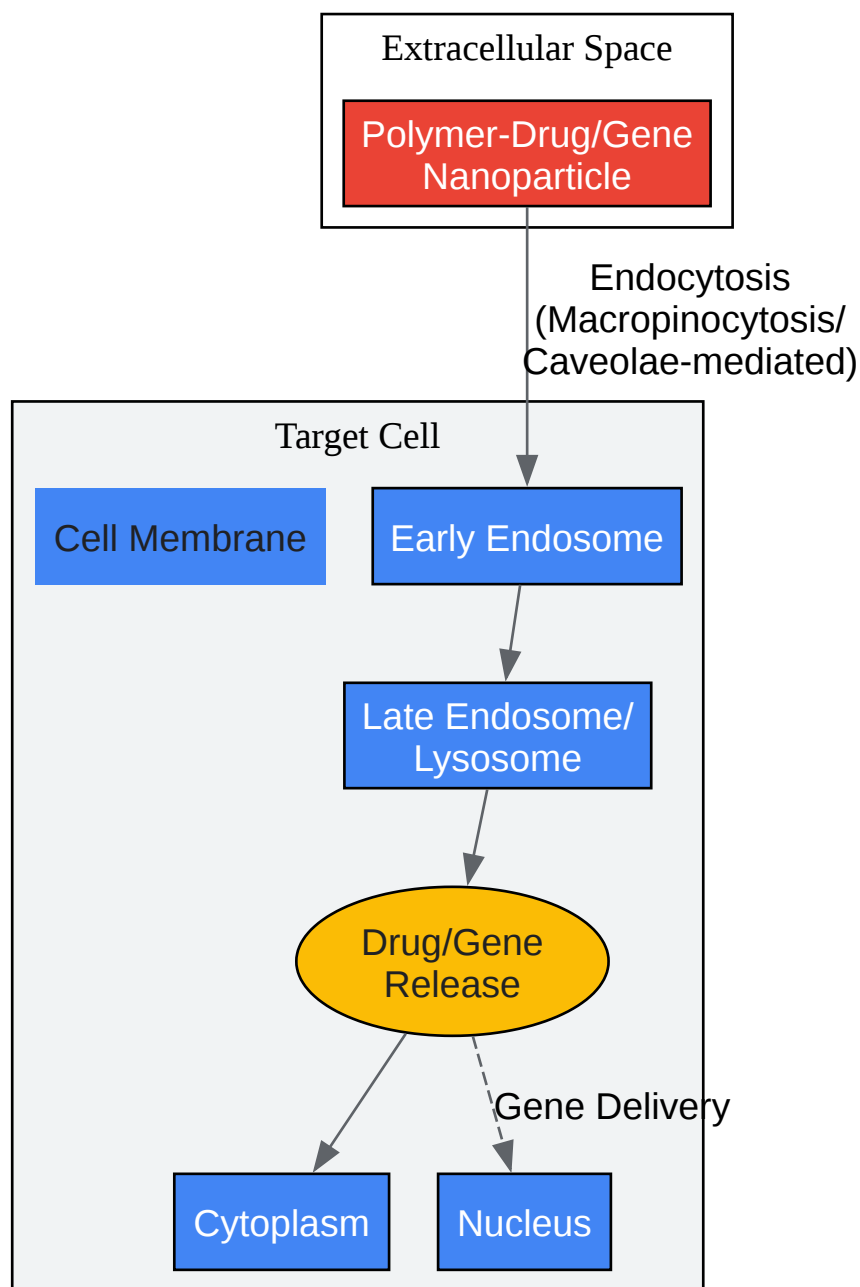 Extracellular Space
Polymer-Drug/Gene
Nanoparticle
Endocytosis
(Macropinocytosis/
Caveolae-mediated)
Target Cell
Cell Membrane
Early Endosome
Late Endosome/
Lysosome
Drug/Gene
Release
Gene Delivery
Cytoplasm
Nucleus